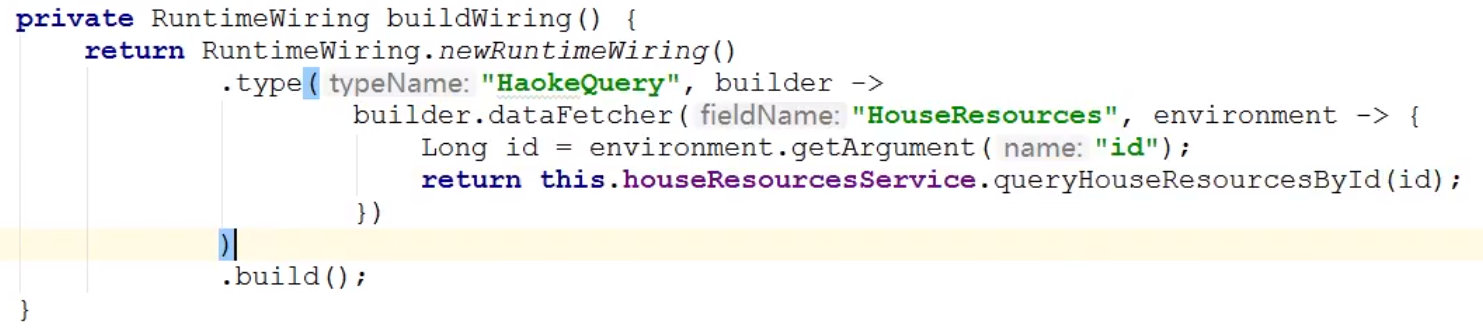 private RuntimeWiring buildWiring() {
return RuntimeWiring.newRuntimeWiring()
.type( typeName: "HaokeQuery", builder ->
builder.dataFetcher( fieldName: "HouseResources", environment -> {
Long id = environment.getArgument( name: "id");
return this.houseResourcesService.queryHouseResourcesById(id);
})
)
.build();
}